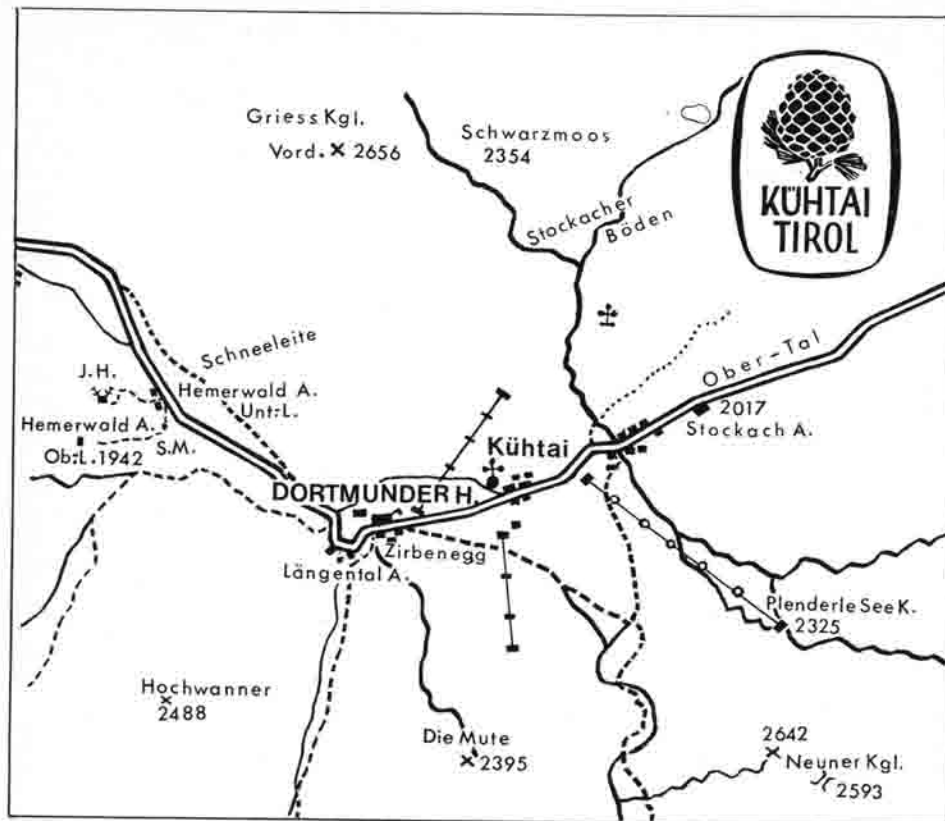 Griess Kgl.
Vord. 2656
Schwarzmoos
2354
KÜHTAI
TIROL
Stockacher
Böden
Schneeleite
Ober-Tal
J.H.
Hemerwald A.
Unt.L.
Hemerwald A.
Ob.L. 1942
S.M.
2017
Stockach A.
Kühtai
DORTMUNDER H.
Zirbenegg
Längental A.
Plenderle See K.
2325
Hochwanner
2488
Die Mute
2395
2642
Neuner Kgl.
2593